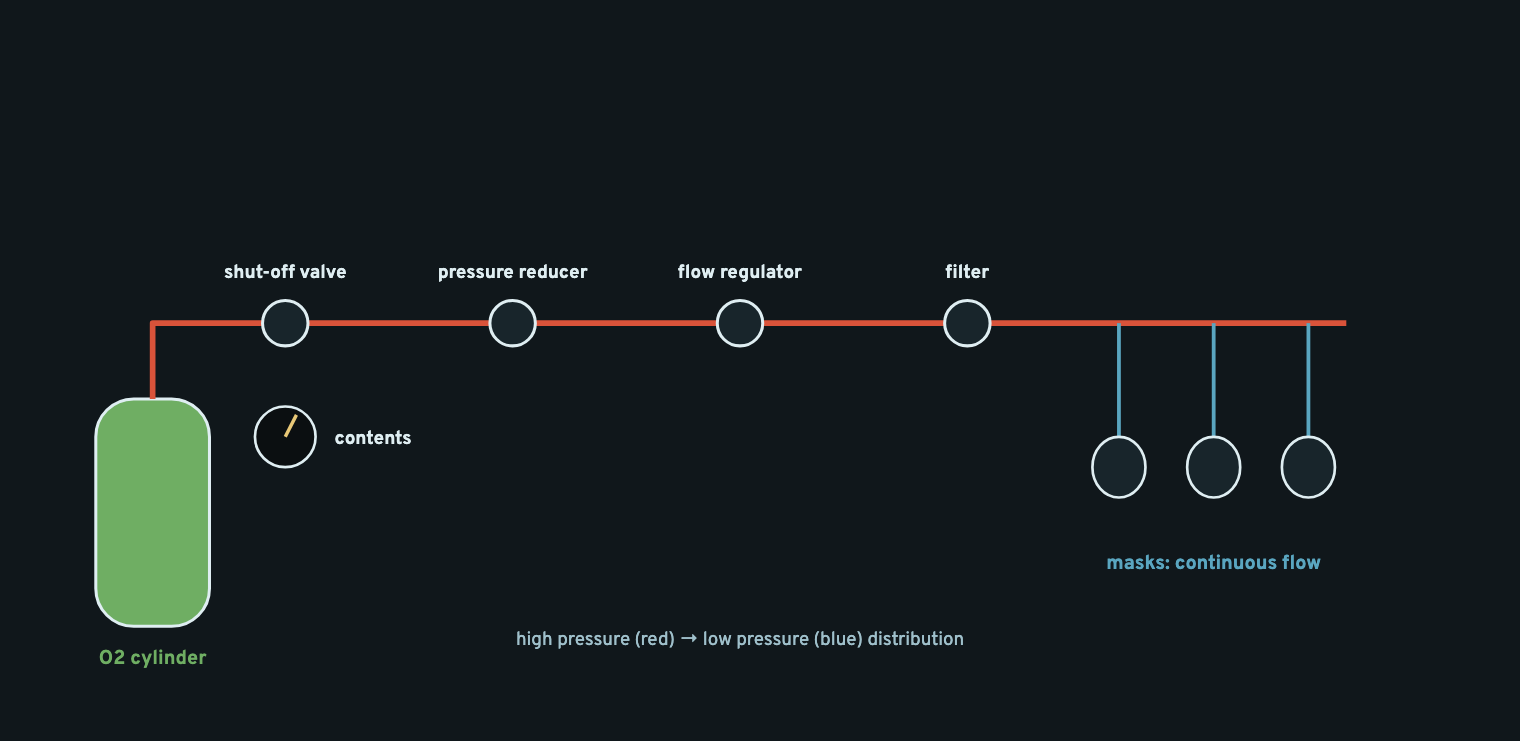 shut-off valve
pressure reducer
flow regulator
filter
contents
masks: continuous flow
high pressure (red) → low pressure (blue) distribution
O2 cylinder